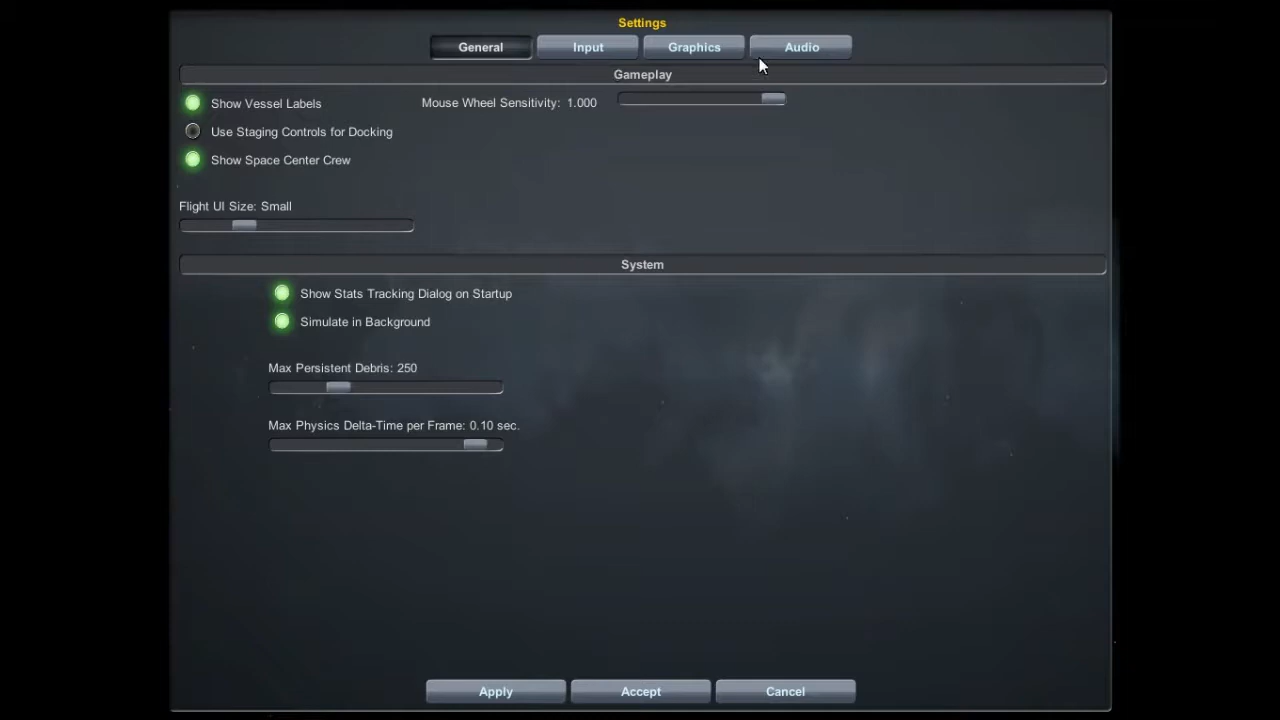 Settings
General Input Graphics Audio
Gameplay
Show Vessel Labels Mouse Wheel Sensitivity: 1.000
Use Staging Controls for Docking
Show Space Center Crew
Flight UI Size: Small
System
Show Stats Tracking Dialog on Startup
Simulate in Background
Max Persistent Debris: 250
Max Physics Delta-Time per Frame: 0.10 sec.
Apply Accept Cancel